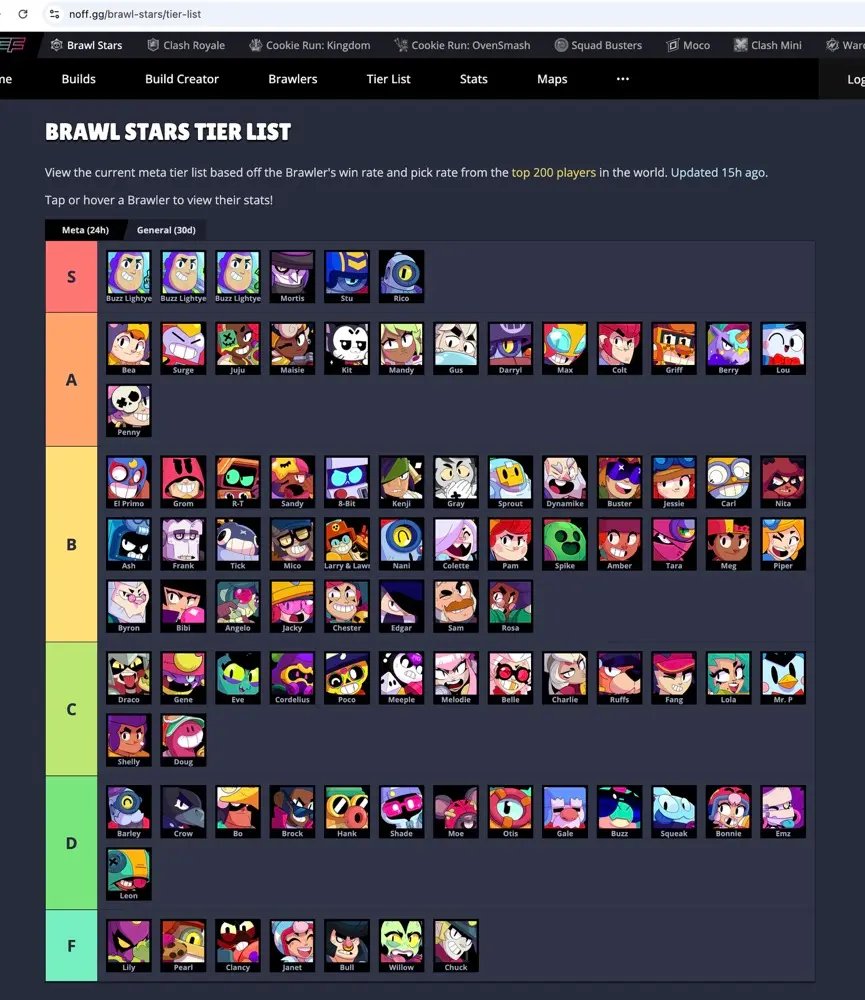 noff.gg/brawl-stars/tier-list
Brawl Stars Clash Royale Cookie Run: Kingdom Cookie Run: OvenSmash Squad Busters Moco Clash Mini
me Builds Build Creator Brawlers Tier List Stats Maps ••• Log
BRAWL STARS TIER LIST
View the current meta tier list based off the Brawler's win rate and pick rate from the top 200 players in the world. Updated 15h ago.
Tap or hover a Brawler to view their stats!
Meta (24h) General (30d)
S
Buzz Lightye Buzz Lightye Buzz Lightye Mortis Stu Rico
A
Bea Surge Juju Maisie Kit Mandy Gus Darryl Max Colt Griff Berry Lou
Penny
B
El Primo Grom R-T Sandy 8-Bit Kenji Gray Sprout Dynamike Buster Jessie Carl Nita
Ash Frank Tick Mico Larry & Law Nani Colette Pam Spike Amber Tara Meg Piper
Byron Bibi Angelo Jacky Chester Edgar Sam Rosa
C
Draco Gene Eve Cordelius Poco Meeple Melodie Belle Charlie Ruffs Fang Lola Mr. P
Shelly Doug
D
Barley Crow Bo Brock Hank Shade Moe Otis Gale Buzz Squeak Bonnie Emz
Leon
F
Lily Pearl Clancy Janet Bull Willow Chuck